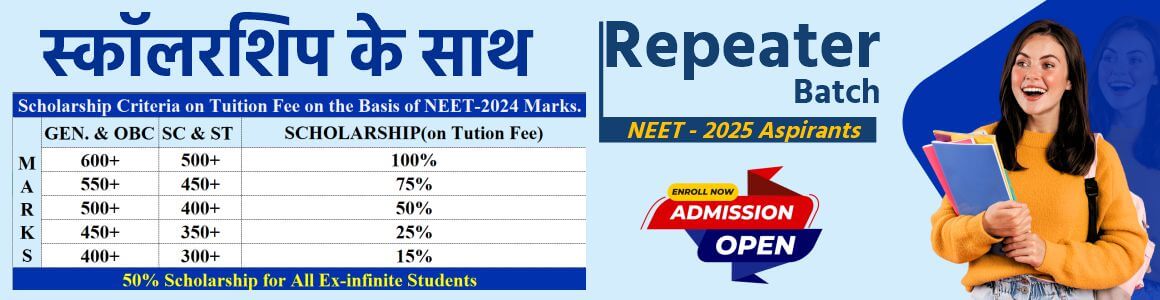 स्कॉलरशिप के साथ
Scholarship Criteria on Tuition Fee on the Basis of NEET-2024 Marks.
GEN. & OBC SC & ST SCHOLARSHIP(on Tution Fee)
M 600+ 500+ 100%
A 550+ 450+ 75%
R 500+ 400+ 50%
K 450+ 350+ 25%
S 400+ 300+ 15%
50% Scholarship for All Ex-infinite Students
Repeater
Batch
NEET - 2025 Aspirants
ENROLL NOW
ADMISSION
OPEN